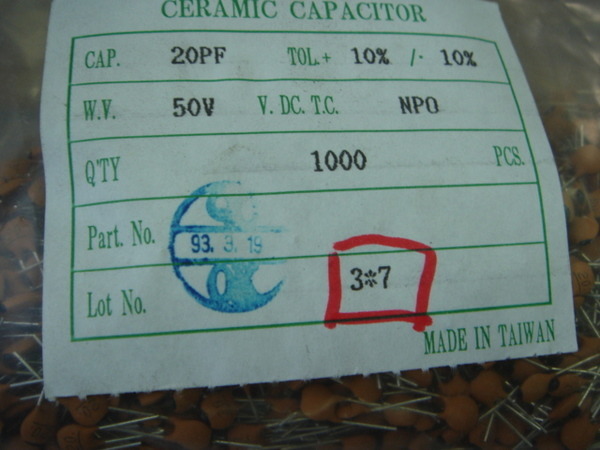 CERAMIC CAPACITOR
CAP. 20PF TOL.+ 10% /- 10%
W.V. 50V V. DC. T.C. NPO
Q'TY 1000 PCS.
Part. No.
93. 3. 19
Lot No. 3*7
MADE IN TAIWAN